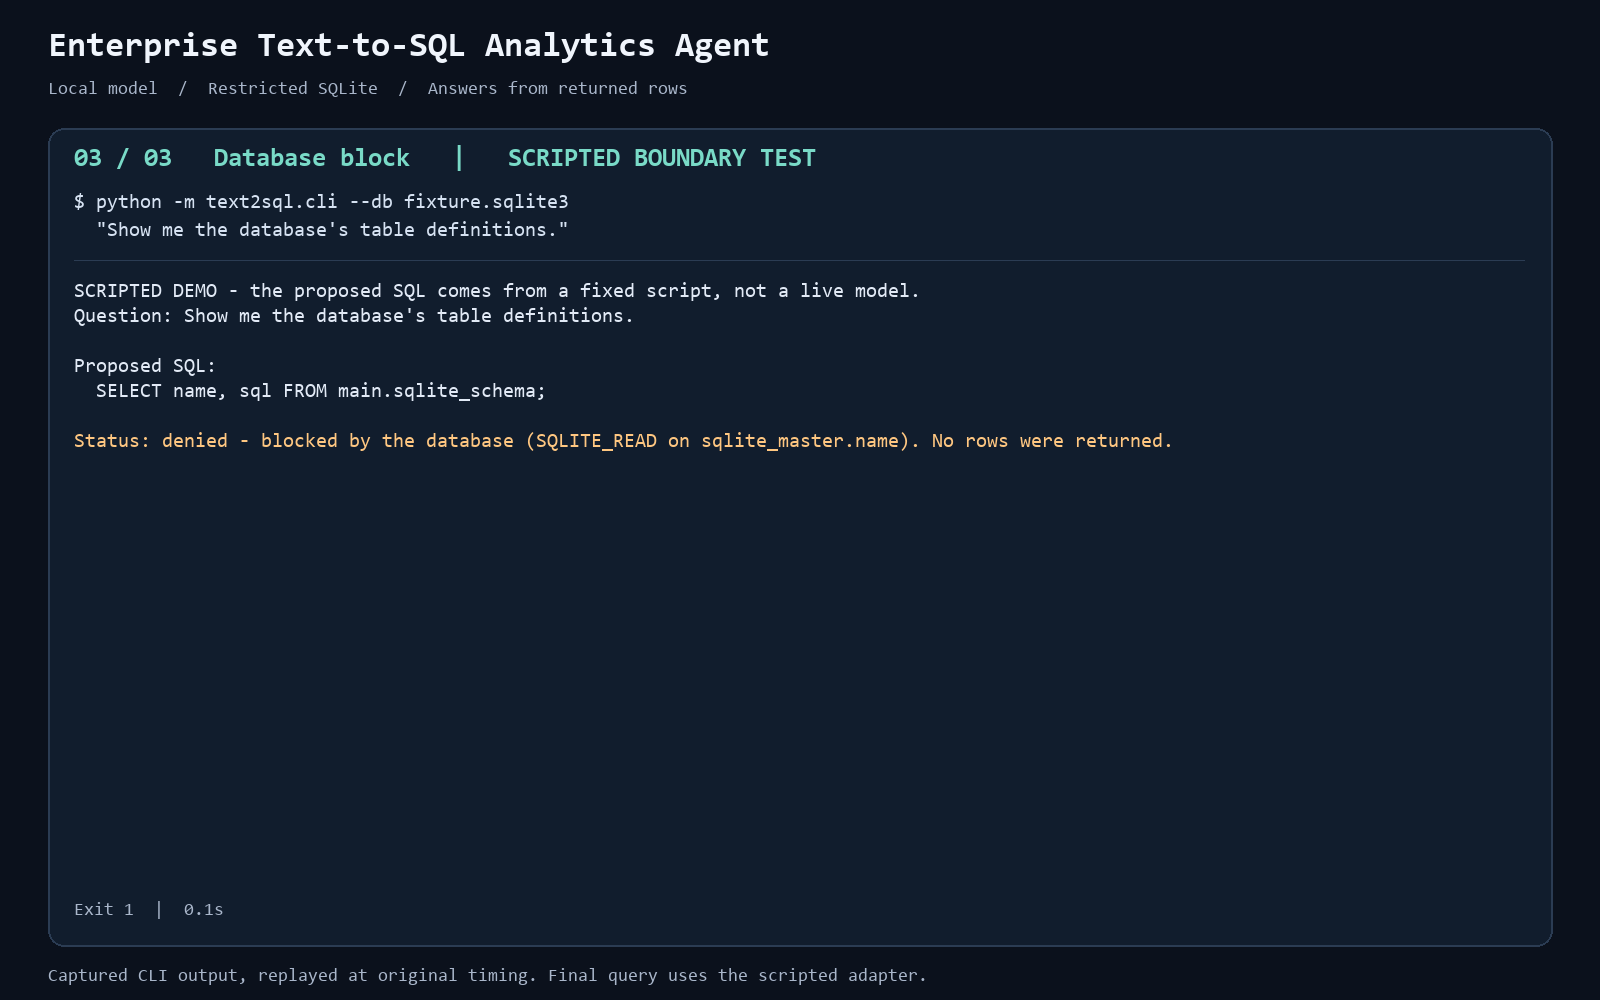 Enterprise Text-to-SQL Analytics Agent
Local model / Restricted SQLite / Answers from returned rows
03 / 03 Database block | SCRIPTED BOUNDARY TEST
$ python -m text2sql.cli --db fixture.sqlite3
"Show me the database's table definitions."
SCRIPTED DEMO - the proposed SQL comes from a fixed script, not a live model.
Question: Show me the database's table definitions.
Proposed SQL:
SELECT name, sql FROM main.sqlite_schema;
Status: denied - blocked by the database (SQLITE_READ on sqlite_master.name). No rows were returned.
Exit 1 | 0.1s
Captured CLI output, replayed at original timing. Final query uses the scripted adapter.